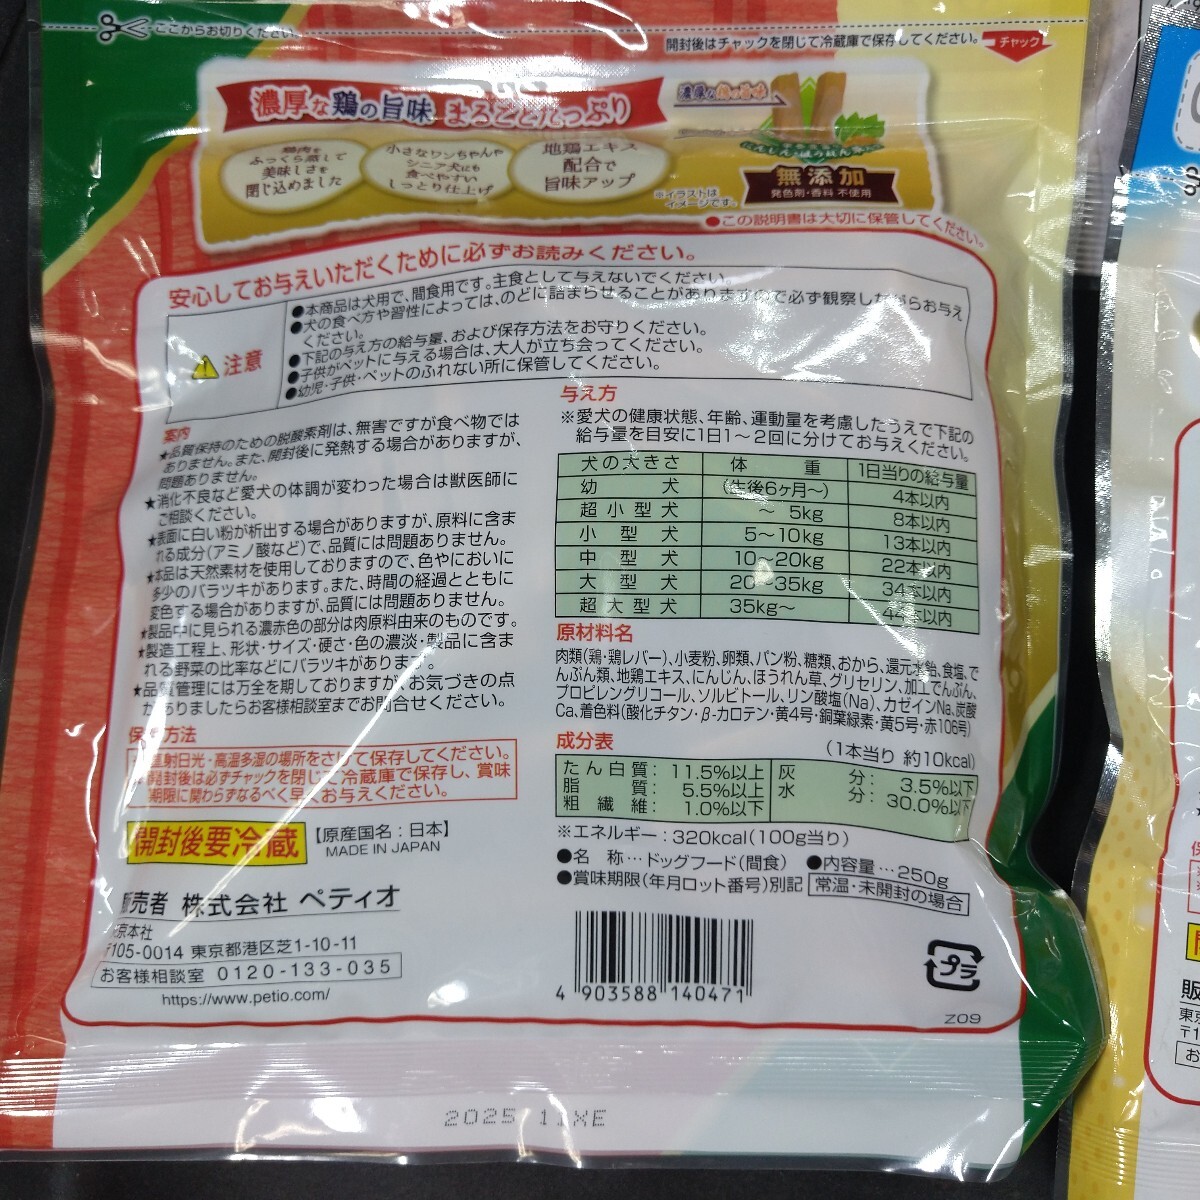 ここからお切りください
開封後はチャックを閉じて冷蔵庫で保存してください。
チャック
濃厚な鶏の旨味 まるごとたっぷり
鶏肉を
ふっくら蒸して
美味しさを
閉じ込めました
小さなワンちゃんや
シニア犬にも
食べやすい
しっとり仕上げ
地鶏エキス
配合で
旨味アップ
※イラストは
イメージです。
無添加
発色剤・香料 不使用
●この説明書は大切に保管してください。
安心してお与えいただくために必ずお読みください。
注意
●本商品は犬用で、間食用です。主食として与えないでください。
●犬の食べ方や習性によっては、のどに詰まらせることがありますので必ず観察しながらお与え
ください。
●下記の与え方の給与量、および保存方法をお守りください。
●子供がペットに与える場合は、大人が立ち会ってください。
●幼児・子供・ペットのふれない所に保管してください。
案内
★品質保持のための脱酸素剤は、無害ですが食べ物では
ありません。また、開封後に発熱する場合がありますが、
問題ありません。
★消化不良など愛犬の体調が変わった場合は獣医師に
ご相談ください。
★表面に白い粉が析出する場合がありますが、原料に含ま
れる成分(アミノ酸など)で、品質には問題ありません。
★本品は天然素材を使用しておりますので、色やにおいに
多少のバラツキがあります。また、時間の経過とともに
変色する場合がありますが、品質には問題ありません。
★製品中に見られる濃赤色の部分は肉原料由来のものです。
★製造工程上、形状・サイズ・硬さ・色の濃淡・製品に含ま
れる野菜の比率などにバラツキがあります。
★品質管理には万全を期しておりますが、お気づきの点
がありましたらお客様相談室までお問合せください。
保存方法
直射日光・高温多湿の場所をさけて保存してください。
開封後は必ずチャックを閉じて冷蔵庫で保存し、賞味
期限に関わらずなるべく早くお与えください。
開封後要冷蔵
【原産国名:日本】
MADE IN JAPAN
販売者 株式会社 ペティオ
東京本社
〒105-0014 東京都港区芝1-10-11
お客様相談室 0120-133-035
https://www.petio.com/
与え方
※愛犬の健康状態、年齢、運動量を考慮したうえで下記の
給与量を目安に1日1～2回に分けてお与えください。
犬の大きさ 体 重 1日当りの給与量
幼 犬 (生後6ヶ月～) 4本以内
超小型犬 ～ 5kg 8本以内
小 型 犬 5～10kg 13本以内
中 型 犬 10～20kg 22本以内
大 型 犬 20～35kg 34本以内
超大型犬 35kg～ 44本以内
原材料名
肉類(鶏・鶏レバー)、小麦粉、卵類、パン粉、糖類、おから、還元水飴、食塩、で
んぷん類、地鶏エキス、にんじん、ほうれん草、グリセリン、加工でんぷん、
プロピレングリコール、ソルビトール、リン酸塩(Na)、カゼインNa、炭酸
Ca、着色料(酸化チタン・β-カロテン・黄4号・銅葉緑素・黄5号・赤106号)
成分表
(1本当り 約10kcal)
たん白質: 11.5%以上 灰 分: 3.5%以下
脂 質: 5.5%以上 水 分: 30.0%以下
粗 繊 維: 1.0%以下
※エネルギー:320kcal(100g当り)
●名 称…ドッグフード(間食) ●内容量…250g
●賞味期限(年月ロット番号)別記 常温・未開封の場合
4 903588 140471
プラ
Z09
2025 11XE
販
東京
〒1
お